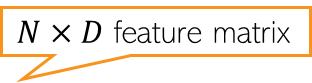 N × D feature matrix